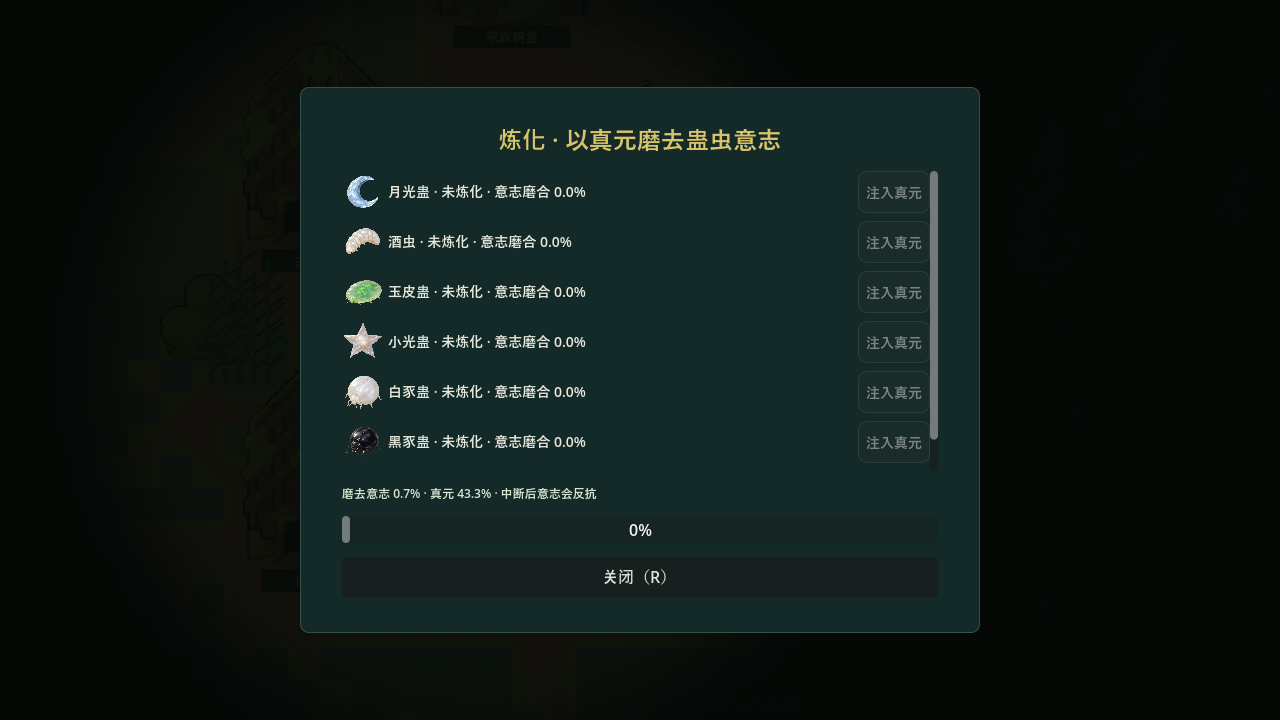 宗族祠堂
炼化 · 以真元磨去蛊虫意志
月光蛊 · 未炼化 · 意志磨合 0.0%
注入真元
酒虫 · 未炼化 · 意志磨合 0.0%
注入真元
玉皮蛊 · 未炼化 · 意志磨合 0.0%
注入真元
小光蛊 · 未炼化 · 意志磨合 0.0%
注入真元
白豕蛊 · 未炼化 · 意志磨合 0.0%
注入真元
黑豕蛊 · 未炼化 · 意志磨合 0.0%
注入真元
磨去意志 0.7% · 真元 43.3% · 中断后意志会反抗
0%
关闭（R）